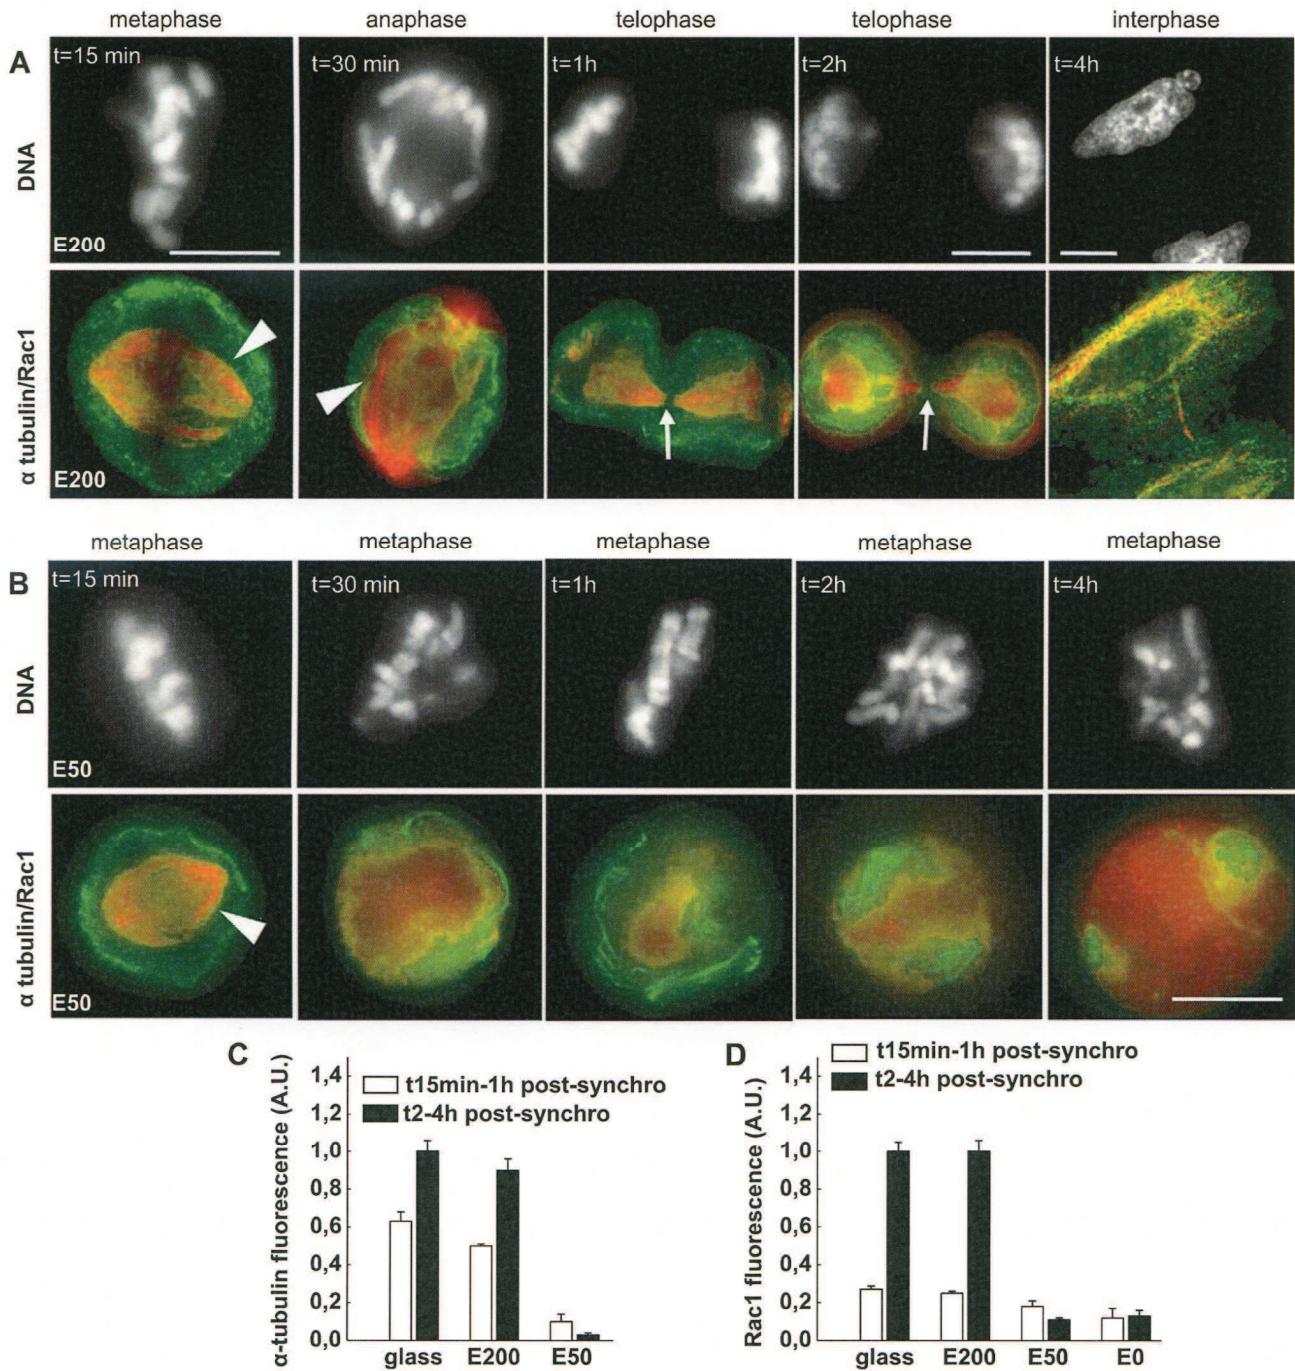 metaphase anaphase telophase telophase interphase
A
t=15 min t=30 min t=1h t=2h t=4h
DNA
E200
α tubulin/Rac1
E200
metaphase metaphase metaphase metaphase metaphase
B
t=15 min t=30 min t=1h t=2h t=4h
DNA
E50
α tubulin/Rac1
E50
C
t15min-1h post-synchro
t2-4h post-synchro
α-tubulin fluorescence (A.U.)
1,4
1,2
1,0
0,8
0,6
0,4
0,2
0,0
glass E200 E50
D
t15min-1h post-synchro
t2-4h post-synchro
Rac1 fluorescence (A.U.)
1,4
1,2
1,0
0,8
0,6
0,4
0,2
0,0
glass E200 E50 E0